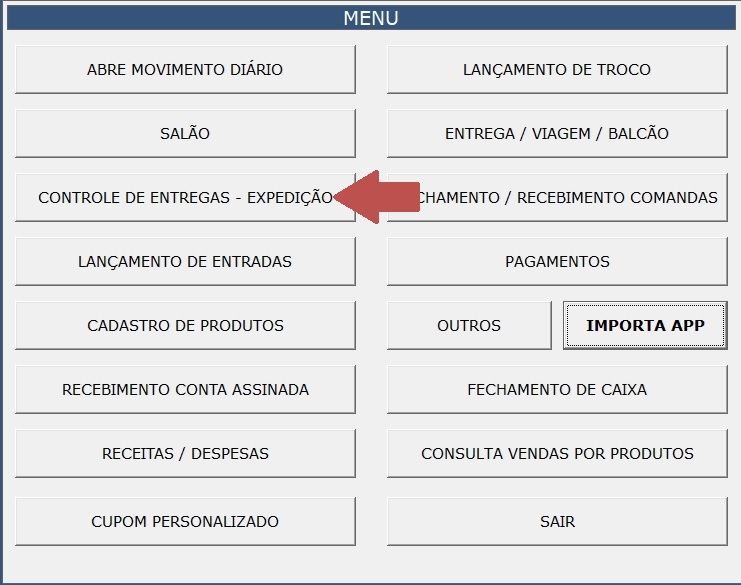 MENU
ABRE MOVIMENTO DIÁRIO
LANÇAMENTO DE TROCO
SALÃO
ENTREGA / VIAGEM / BALCÃO
CONTROLE DE ENTREGAS - EXPEDIÇÃO
CHAMENTO / RECEBIMENTO COMANDAS
LANÇAMENTO DE ENTRADAS
PAGAMENTOS
CADASTRO DE PRODUTOS
OUTROS
IMPORTA APP
RECEBIMENTO CONTA ASSINADA
FECHAMENTO DE CAIXA
RECEITAS / DESPESAS
CONSULTA VENDAS POR PRODUTOS
CUPOM PERSONALIZADO
SAIR